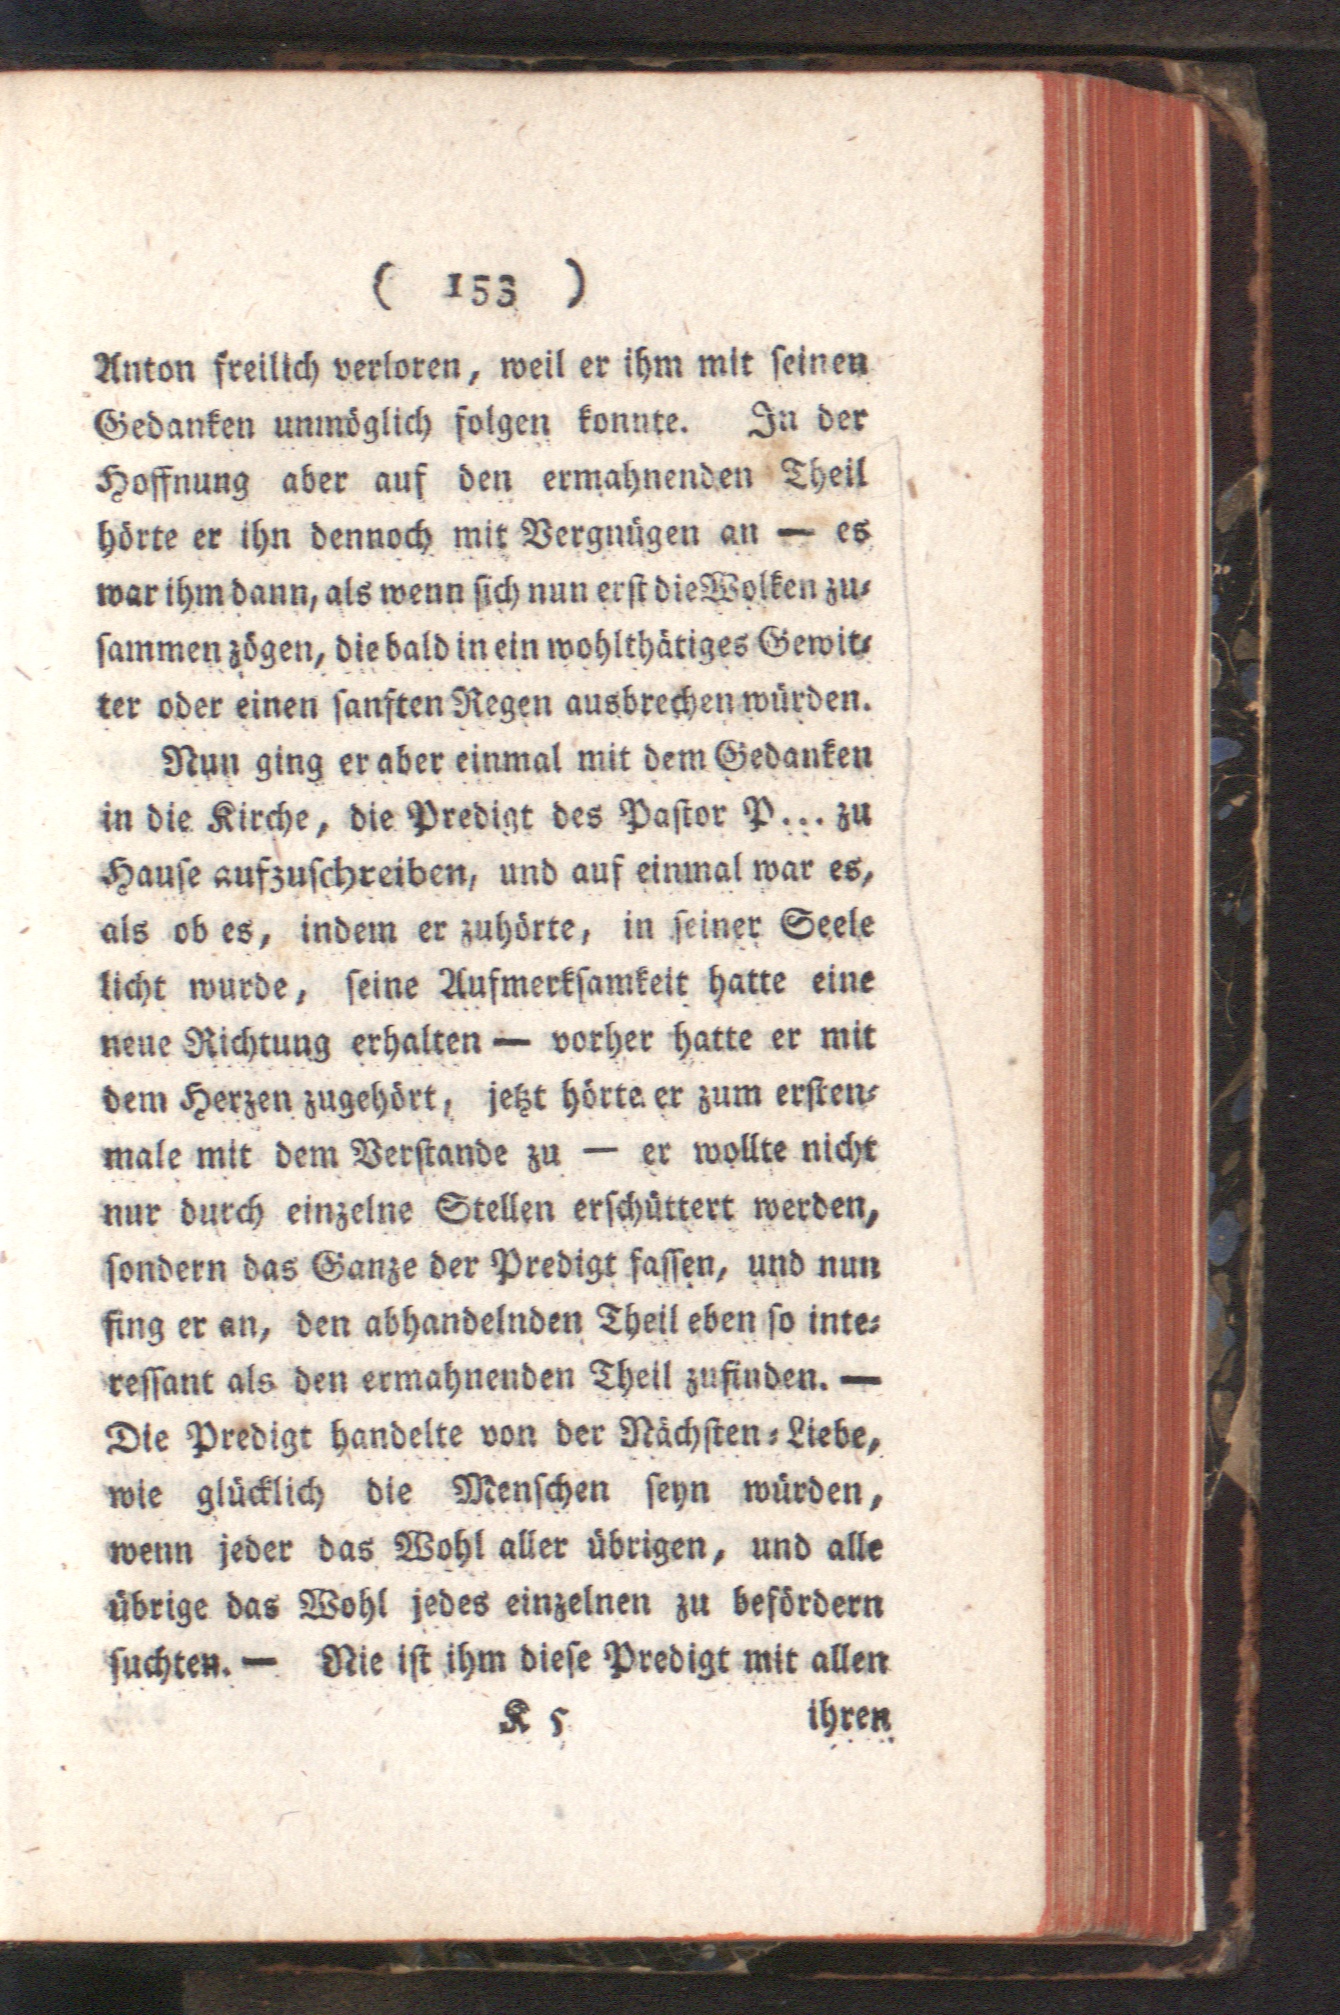 ( 153 )
Anton freilich verloren, weil er ihm mit seinen
Gedanken unmöglich folgen konnte. In der
Hoffnung aber auf den ermahnenden Theil
hörte er ihn dennoch mit Vergnügen an — es
war ihm dann, als wenn sich nun erst die Wolken zu-
sammen zögen, die bald in ein wohlthätiges Gewit-
ter oder einen sanften Regen ausbrechen würden.
Nun ging er aber einmal mit dem Gedanken
in die Kirche, die Predigt des Pastor P... zu
Hause aufzuschreiben, und auf einmal war es,
als ob es, indem er zuhörte, in seiner Seele
licht wurde, seine Aufmerksamkeit hatte eine
neue Richtung erhalten — vorher hatte er mit
dem Herzen zugehört, jetzt hörte er zum ersten-
male mit dem Verstande zu — er wollte nicht
nur durch einzelne Stellen erschüttert werden,
sondern das Ganze der Predigt fassen, und nun
fing er an, den abhandelnden Theil eben so inte-
ressant als den ermahnenden Theil zufinden. —
Die Predigt handelte von der Nächsten-Liebe,
wie glücklich die Menschen seyn würden,
wenn jeder das Wohl aller übrigen, und alle
übrige das Wohl jedes einzelnen zu befördern
suchten. — Nie ist ihm diese Predigt mit allen
K 5 ihren